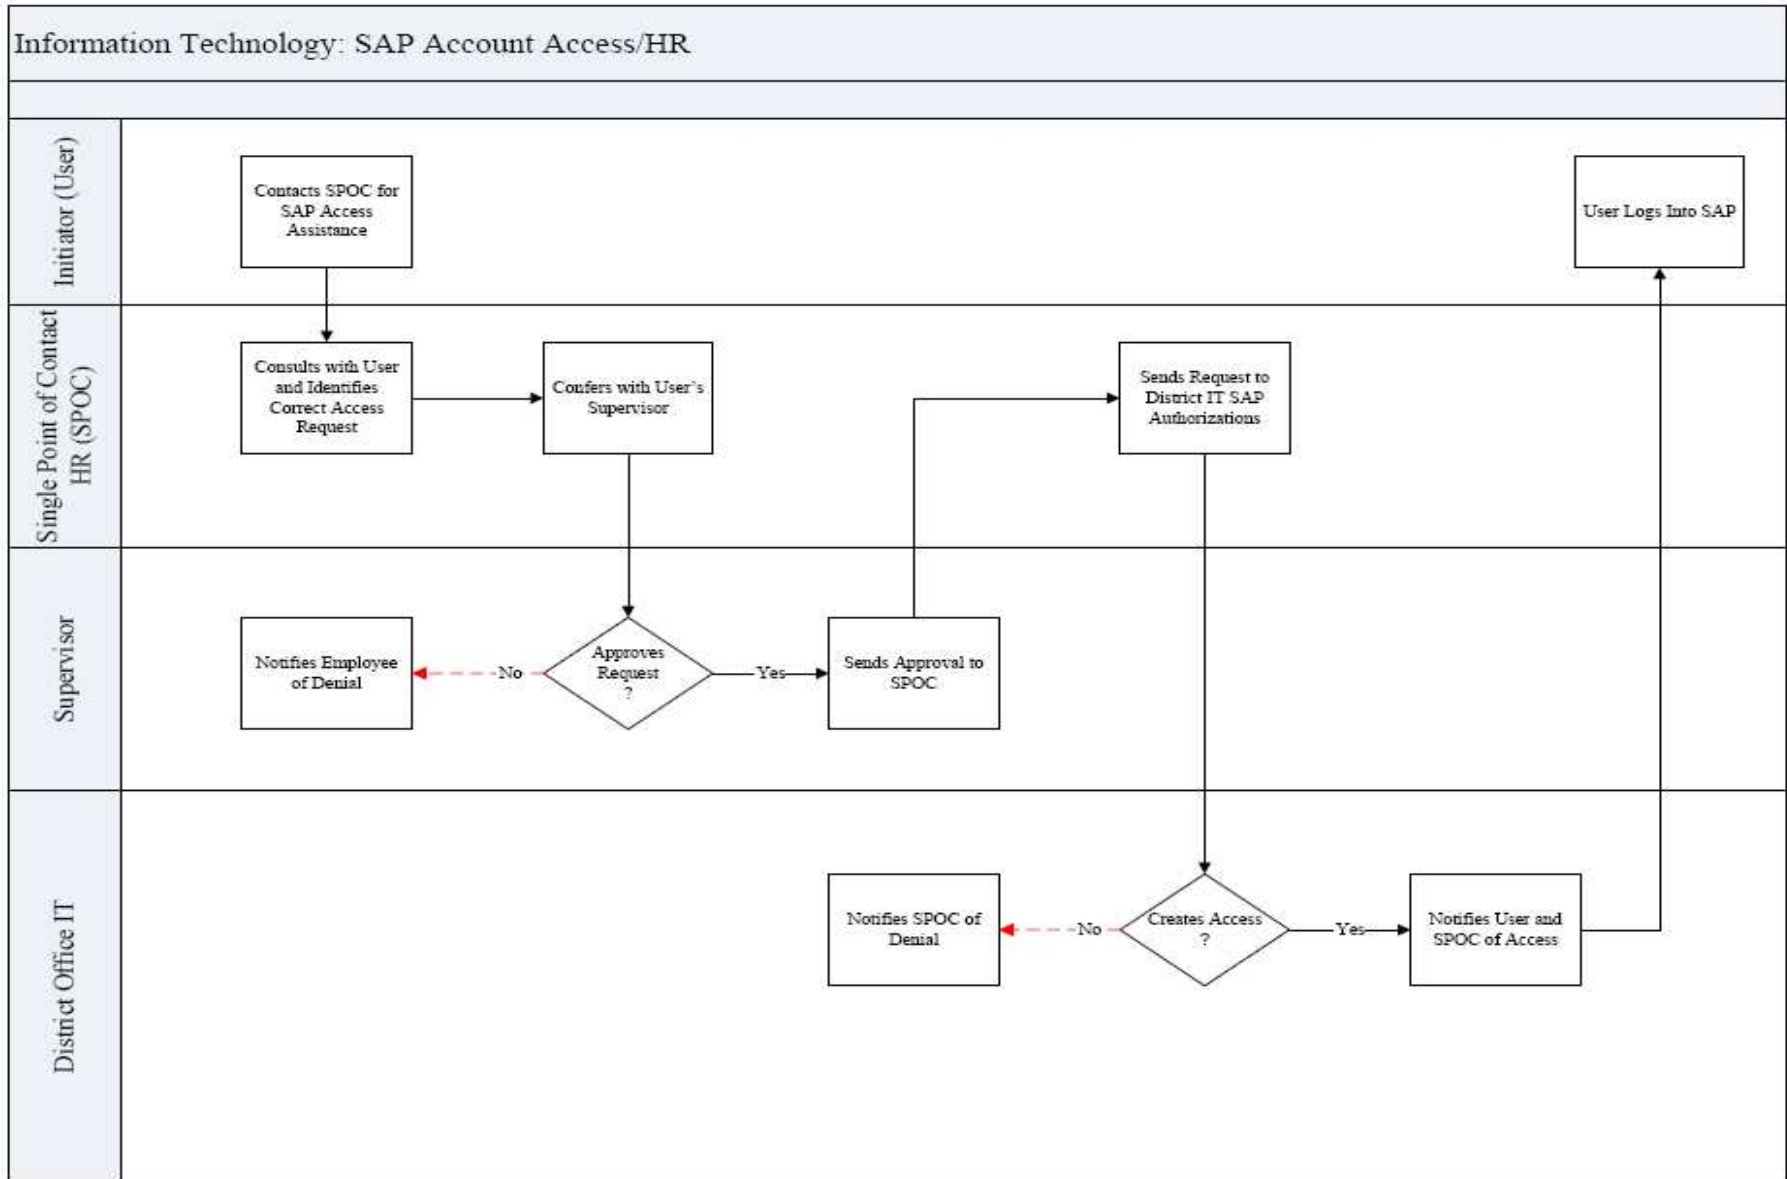 Information Technology: SAP Account Access/HR
Initiator (User)
Contacts SPOC for
SAP Access
Assistance
User Logs Into SAP
Single Point of Contact
HR (SPOC)
Consults with User
and Identifies
Correct Access
Request
Confers with User's
Supervisor
Sends Request to
District IT SAP
Authorizations
Supervisor
Notifies Employee
of Denial
No
Approves
Request
?
Yes
Sends Approval to
SPOC
District Office IT
Notifies SPOC of
Denial
No
Creates Access
?
Yes
Notifies User and
SPOC of Access